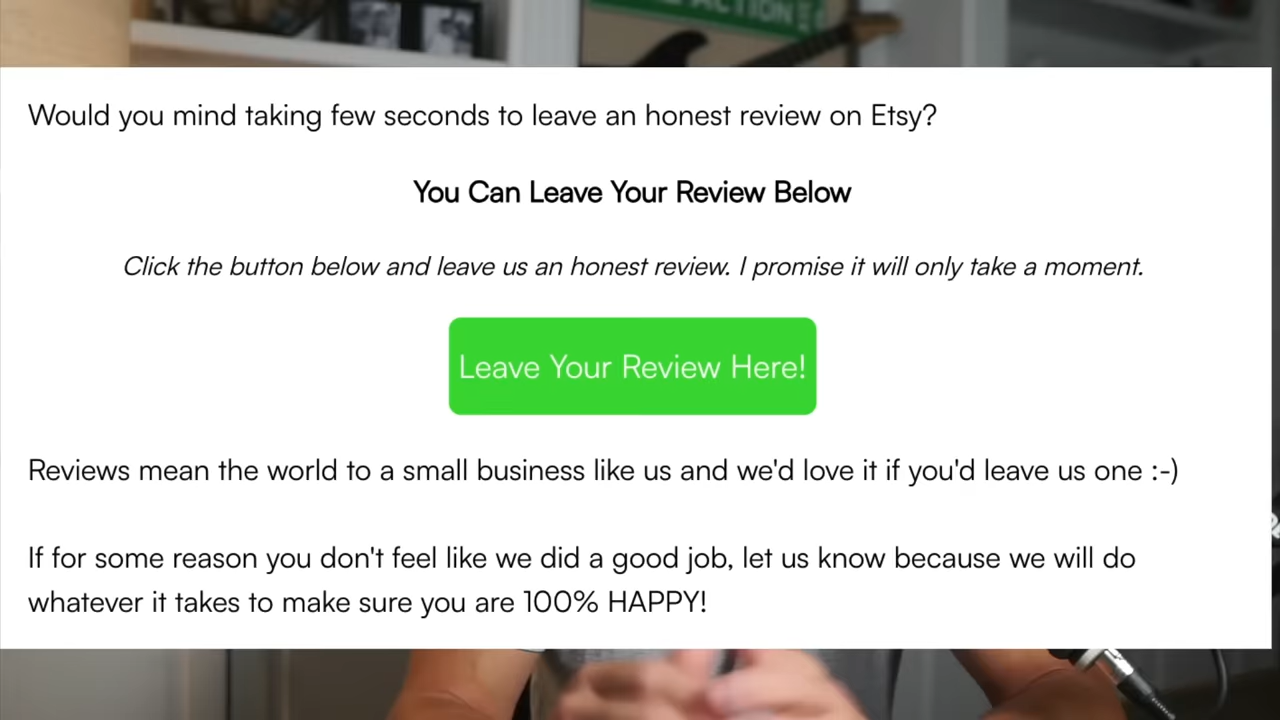 ACTION
Would you mind taking few seconds to leave an honest review on Etsy?
You Can Leave Your Review Below
Click the button below and leave us an honest review. I promise it will only take a moment.
Leave Your Review Here!
Reviews mean the world to a small business like us and we'd love it if you'd leave us one :-)
If for some reason you don't feel like we did a good job, let us know because we will do
whatever it takes to make sure you are 100% HAPPY!